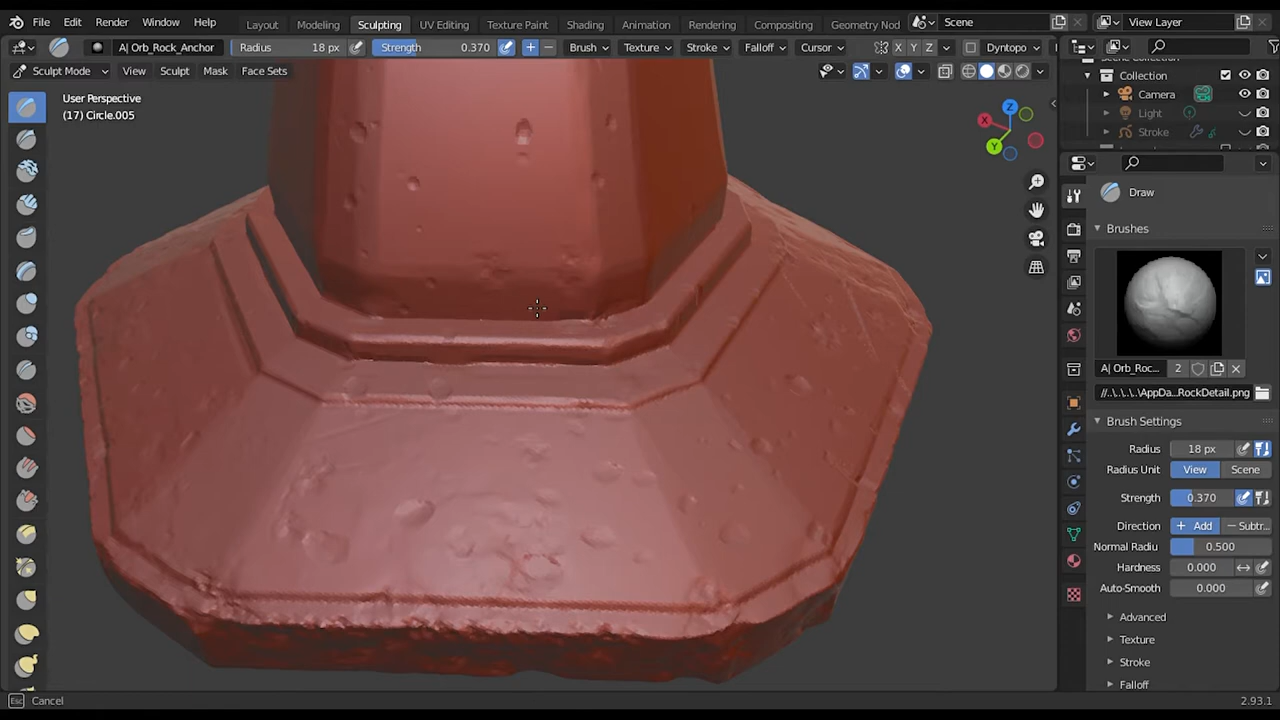 File Edit Render Window Help Layout Modeling Sculpting UV Editing Texture Paint Shading Animation Rendering Compositing Geometry Nod Scene View Layer
A| Orb_Rock_Anchor Radius 18 px Strength 0.370 Brush Texture Stroke Falloff Cursor X Y Z Dyntopo
Sculpt Mode View Sculpt Mask Face Sets
Collection
Camera
Light
Stroke
User Perspective
(17) Circle.005
X
Y
Z
Draw
Brushes
A| Orb_Roc... 2
//..\..\..\..\AppDa...RockDetail.png
Brush Settings
Radius 18 px
Radius Unit View Scene
Strength 0.370
Direction + Add − Subtr...
Normal Radiu 0.500
Hardness 0.000
Auto-Smooth 0.000
Advanced
Texture
Stroke
Falloff
Esc Cancel 2.93.1